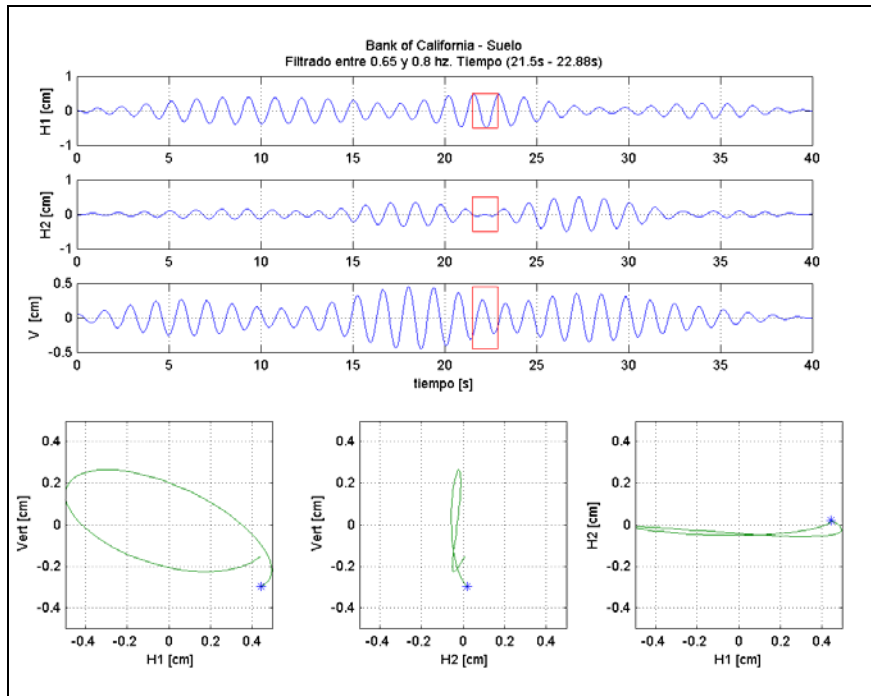 Bank of California - Suelo
Filtrado entre 0.65 y 0.8 hz. Tiempo (21.5s - 22.88s)
1
0
-1
H1 [cm]
0 5 10 15 20 25 30 35 40
1
0
-1
H2 [cm]
0 5 10 15 20 25 30 35 40
0.5
0
-0.5
V [cm]
0 5 10 15 20 25 30 35 40
tiempo [s]
0.4
0.2
0
-0.2
-0.4
Vert [cm]
-0.4 -0.2 0 0.2 0.4
H1 [cm]
0.4
0.2
0
-0.2
-0.4
Vert [cm]
-0.4 -0.2 0 0.2 0.4
H2 [cm]
0.4
0.2
0
-0.2
-0.4
H2 [cm]
-0.4 -0.2 0 0.2 0.4
H1 [cm]